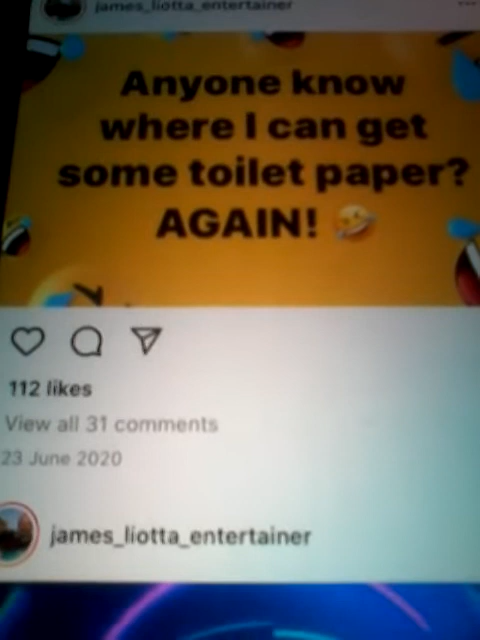 james_liotta_entertainer
Anyone know
where I can get
some toilet paper?
AGAIN! 🤣
112 likes
View all 31 comments
23 June 2020
james_liotta_entertainer